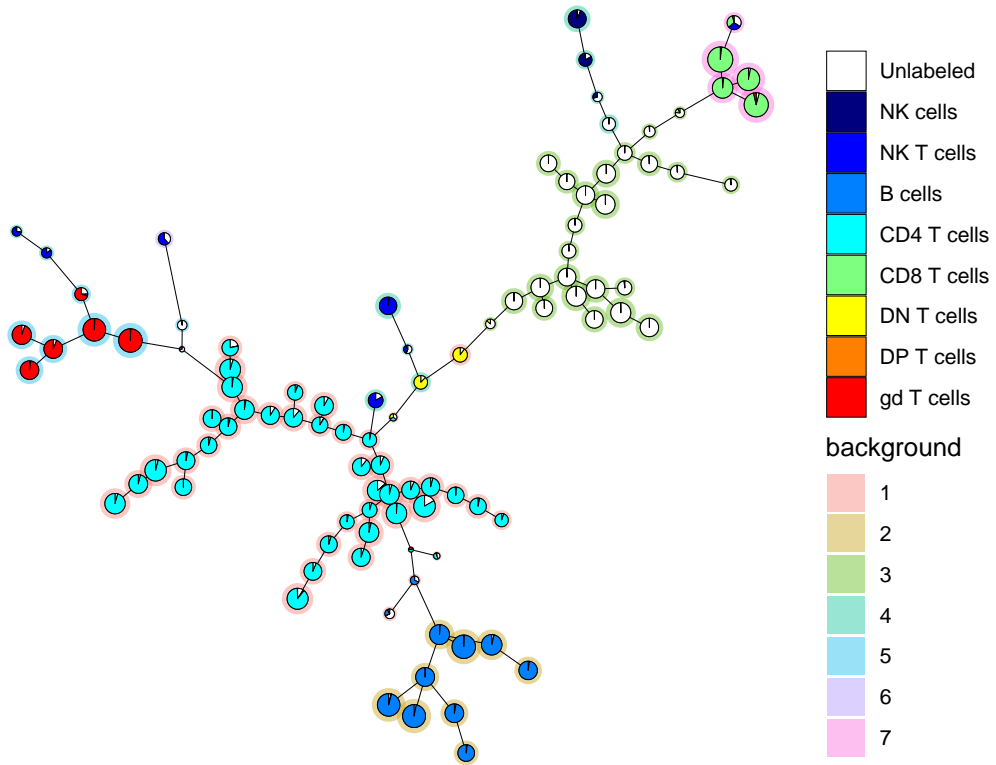 Unlabeled
NK cells
NK T cells
B cells
CD4 T cells
CD8 T cells
DN T cells
DP T cells
gd T cells
background
1
2
3
4
5
6
7